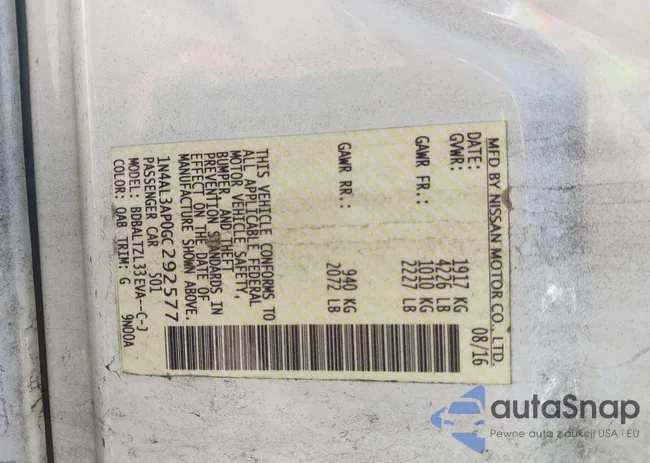 MFD BY NISSAN MOTOR CO., LTD.
DATE: 08/16
GVWR: 1917 KG
4226 LB
GAWR FR.: 1010 KG
2227 LB
GAWR RR.: 940 KG
2072 LB
THIS VEHICLE CONFORMS TO
ALL APPLICABLE FEDERAL
MOTOR VEHICLE SAFETY,
BUMPER, AND THEFT
PREVENTION STANDARDS IN
EFFECT ON THE DATE OF
MANUFACTURE SHOWN ABOVE.
1N4AL3AP0GC292577
PASSENGER CAR 701
MODEL: BDBALTZL33EVA--C-J
COLOR: QAB TRIM: G 9N00A
autaSnap
Pewne auto z aukcji USA i EU